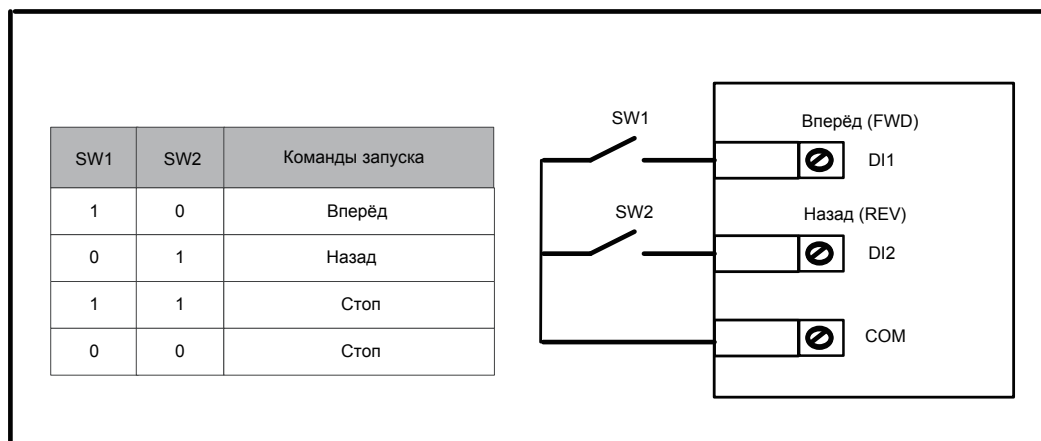 SW1 SW2 Команды запуска
1 0 Вперёд
0 1 Назад
1 1 Стоп
0 0 Стоп
SW1
Вперёд (FWD)
DI1
SW2
Назад (REV)
DI2
COM